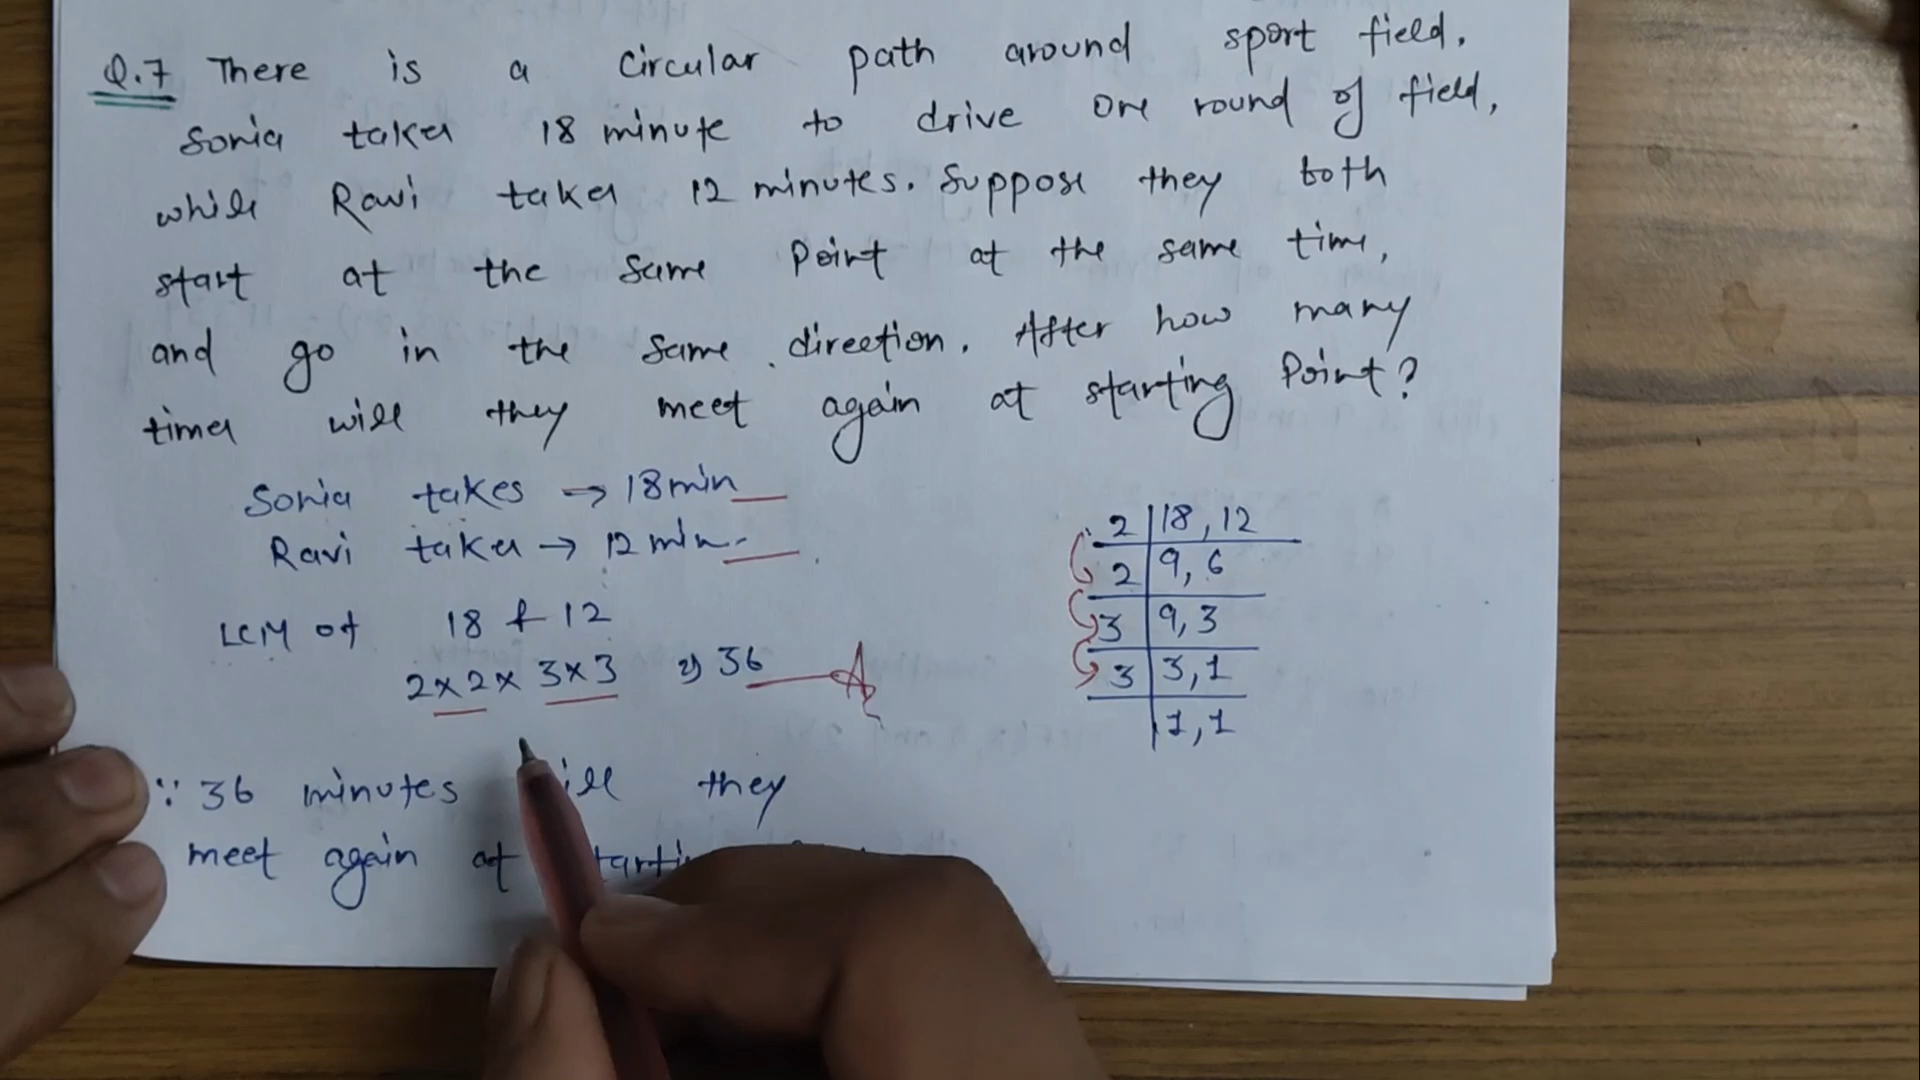 Q.7 There is a circular path around sport field.
Sonia takes 18 minute to drive one round of field,
while Ravi takes 12 minutes. Suppose they both
start at the same Point at the same time,
and go in the same direction. After how many
times will they meet again at starting Point?
Sonia takes → 18 min
Ravi takes → 12 min.
LCM of 18 & 12
2 × 2 × 3 × 3 ⇒ 36
2 | 18, 12
2 | 9, 6
3 | 9, 3
3 | 3, 1
1, 1
∵ 36 minutes they
meet again at